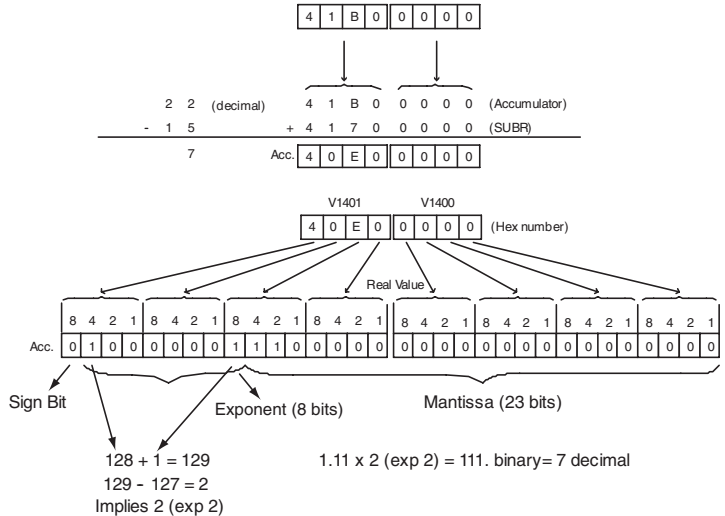 4 1 B 0 0 0 0 0
2 2 (decimal) 4 1 B 0 0 0 0 0 (Accumulator)
- 1 5 + 4 1 7 0 0 0 0 0 (SUBR)
7 Acc. 4 0 E 0 0 0 0 0
V1401 V1400
4 0 E 0 0 0 0 0 (Hex number)
Real Value
8 4 2 1 8 4 2 1 8 4 2 1 8 4 2 1 8 4 2 1 8 4 2 1 8 4 2 1 8 4 2 1
Acc. 0 1 0 0 0 0 0 0 1 1 1 0 0 0 0 0 0 0 0 0 0 0 0 0 0 0 0 0 0 0 0 0
Sign Bit Exponent (8 bits) Mantissa (23 bits)
128 + 1 = 129 1.11 x 2 (exp 2) = 111. binary= 7 decimal
129 - 127 = 2
Implies 2 (exp 2)